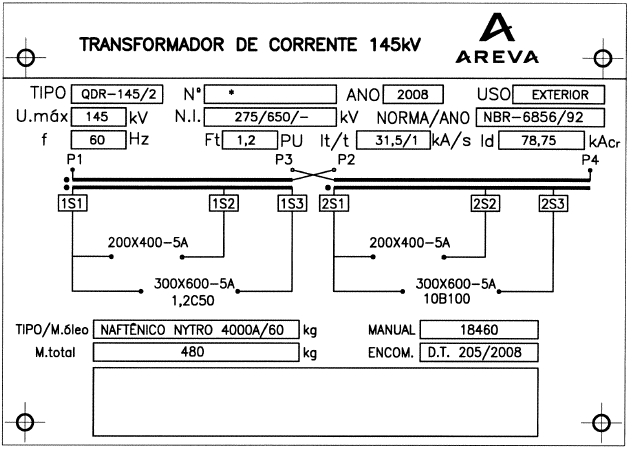 TRANSFORMADOR DE CORRENTE 145kV
AREVA
TIPO QDR-145/2 Nº * ANO 2008 USO EXTERIOR
U.máx 145 kV N.I. 275/650/- kV NORMA/ANO NBR-6856/92
f 60 Hz Ft 1,2 PU It/t 31,5/1 kA/s Id 78,75 kAcr
P1 P3 P2 P4
1S1 1S2 1S3 2S1 2S2 2S3
200X400-5A 200X400-5A
300X600-5A 300X600-5A
1,2C50 10B100
TIPO/M.óleo NAFTÊNICO NYTRO 4000A/60 kg MANUAL 18460
M.total 480 kg ENCOM. D.T. 205/2008